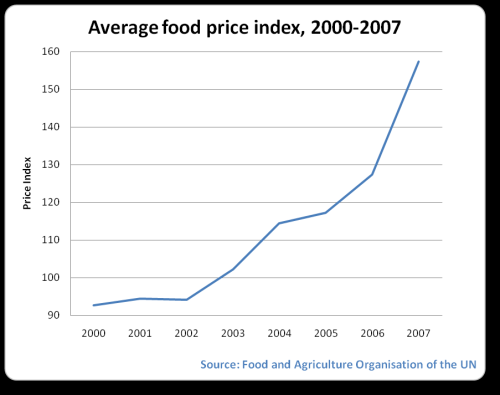 Average food price index, 2000-2007
160
150
140
130
120
110
100
90
Price Index
2000 2001 2002 2003 2004 2005 2006 2007
Source: Food and Agriculture Organisation of the UN